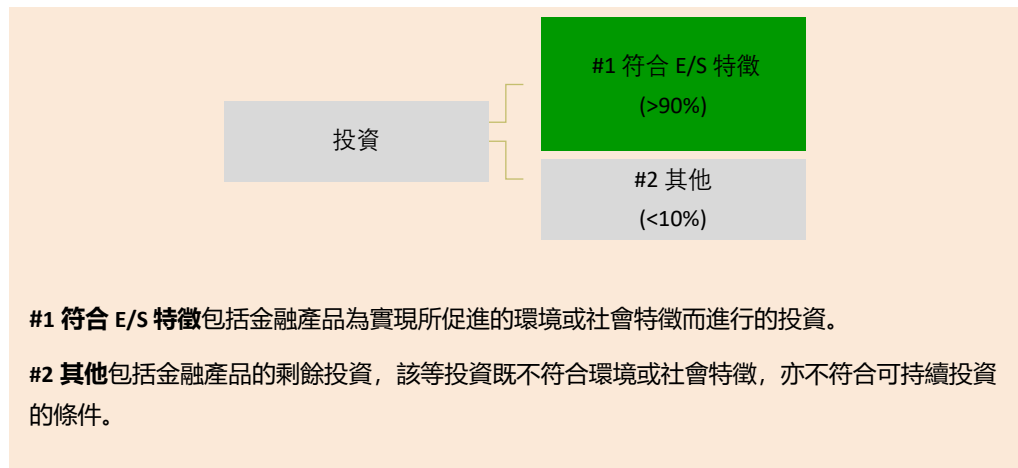 #1 符合 E/S 特徵
(>90%)
投資
#2 其他
(<10%)
#1 符合 E/S 特徵包括金融產品為實現所促進的環境或社會特徵而進行的投資。
#2 其他包括金融產品的剩餘投資，該等投資既不符合環境或社會特徵，亦不符合可持續投資
的條件。